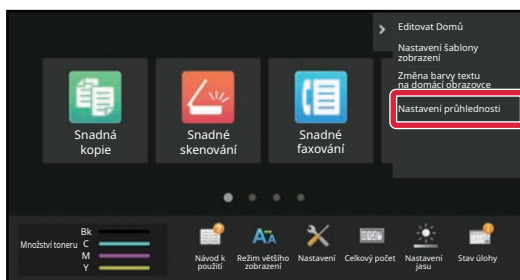 Editovat Domů
Nastavení šablony
zobrazení
Změna barvy textu
na domácí obrazovce
Nastavení průhlednosti
Snadná
kopie
Snadné
skenování
Snadné
faxování
Množství toneru
Bk
C
M
Y
Návod k
použití
Režim většího
zobrazení
Nastavení
Celkový počet
Nastavení
jasu
Stav úlohy